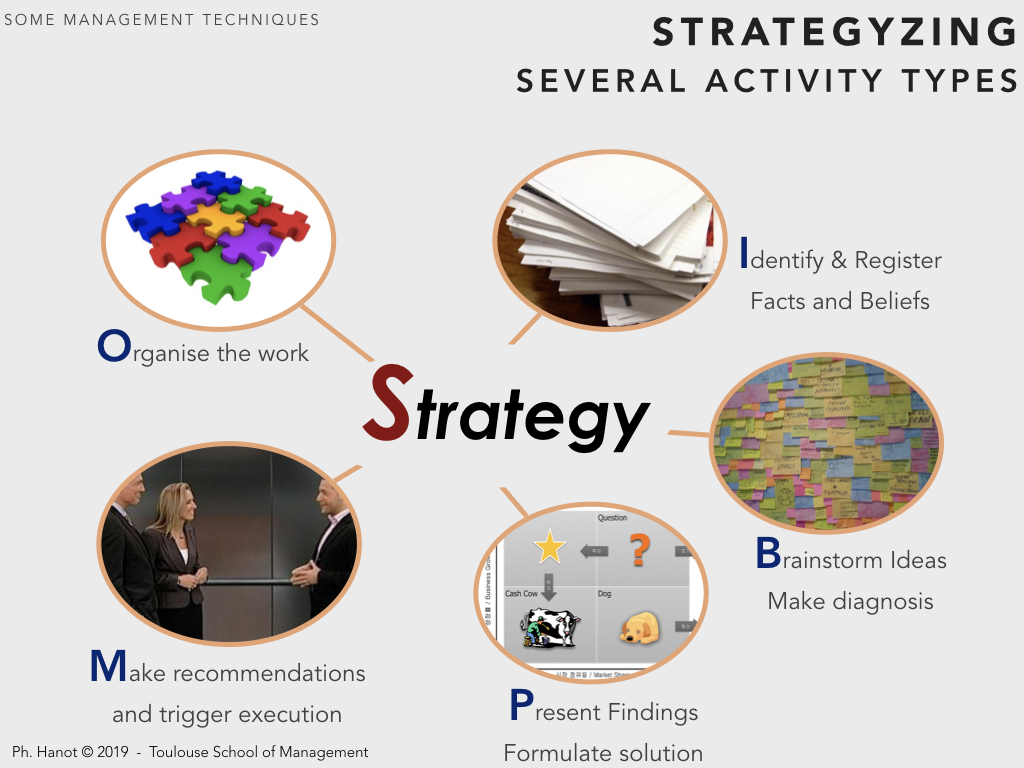 SOME MANAGEMENT TECHNIQUES
STRATEGYZING
SEVERAL ACTIVITY TYPES
Identify & Register
Facts and Beliefs
Organise the work
Strategy
Brainstorm Ideas
Make diagnosis
Question
?
Cash Cow
Dog
Make recommendations
and trigger execution
Present Findings
Formulate solution
Ph. Hanot © 2019 - Toulouse School of Management